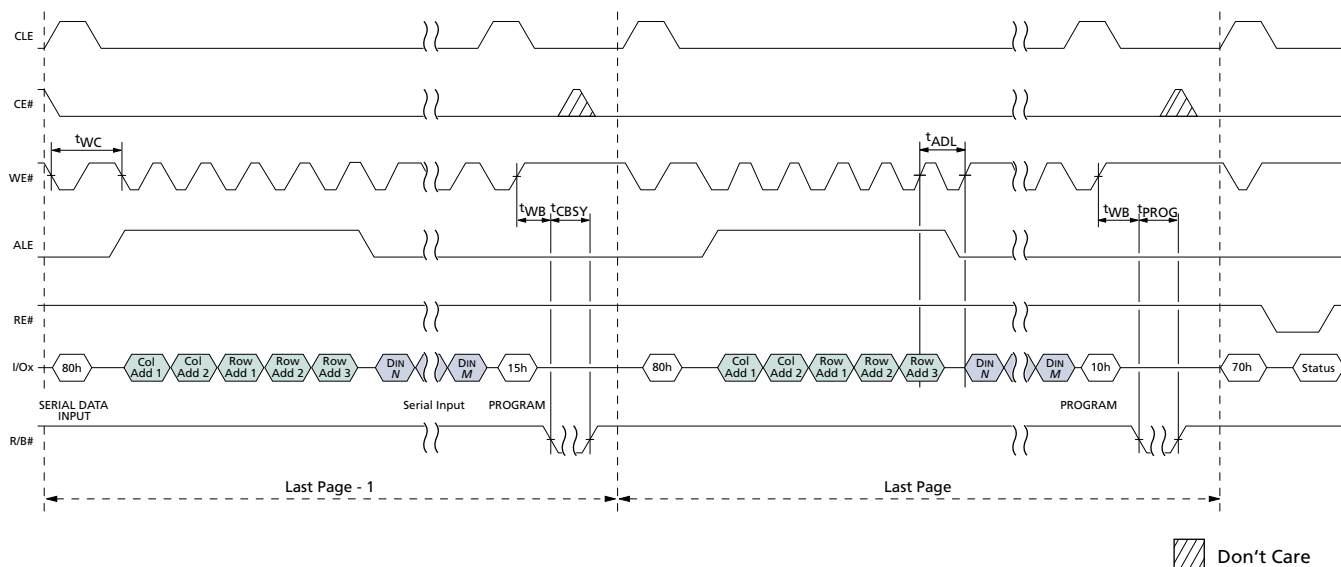 CLE
CE#
tWC
tADL
WE#
tWB tCBSY
tWB tPROG
ALE
RE#
I/Ox
80h
Col Add 1
Col Add 2
Row Add 1
Row Add 2
Row Add 3
DIN N
DIN M
15h
80h
Col Add 1
Col Add 2
Row Add 1
Row Add 2
Row Add 3
DIN N
DIN M
10h
70h
Status
SERIAL DATA
INPUT
Serial Input
PROGRAM
PROGRAM
R/B#
Last Page - 1
Last Page
Don't Care